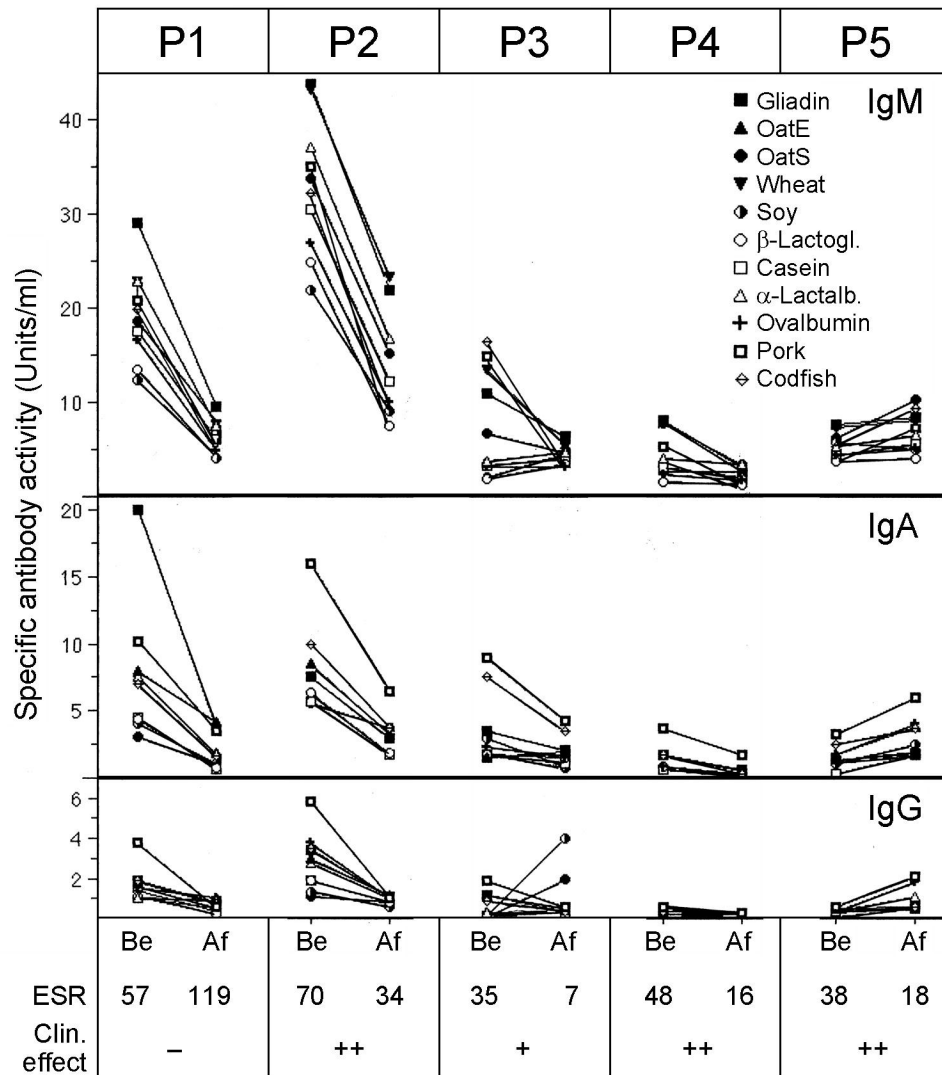 P1 P2 P3 P4 P5
IgM
Gliadin
OatE
OatS
Wheat
Soy
β-Lactogl.
Casein
α-Lactalb.
Ovalbumin
Pork
Codfish
40
30
20
10
Specific antibody activity (Units/ml)
IgA
20
15
10
5
IgG
6
4
2
Be Af Be Af Be Af Be Af Be Af
ESR 57 119 70 34 35 7 48 16 38 18
Clin.
effect – ++ + ++ ++